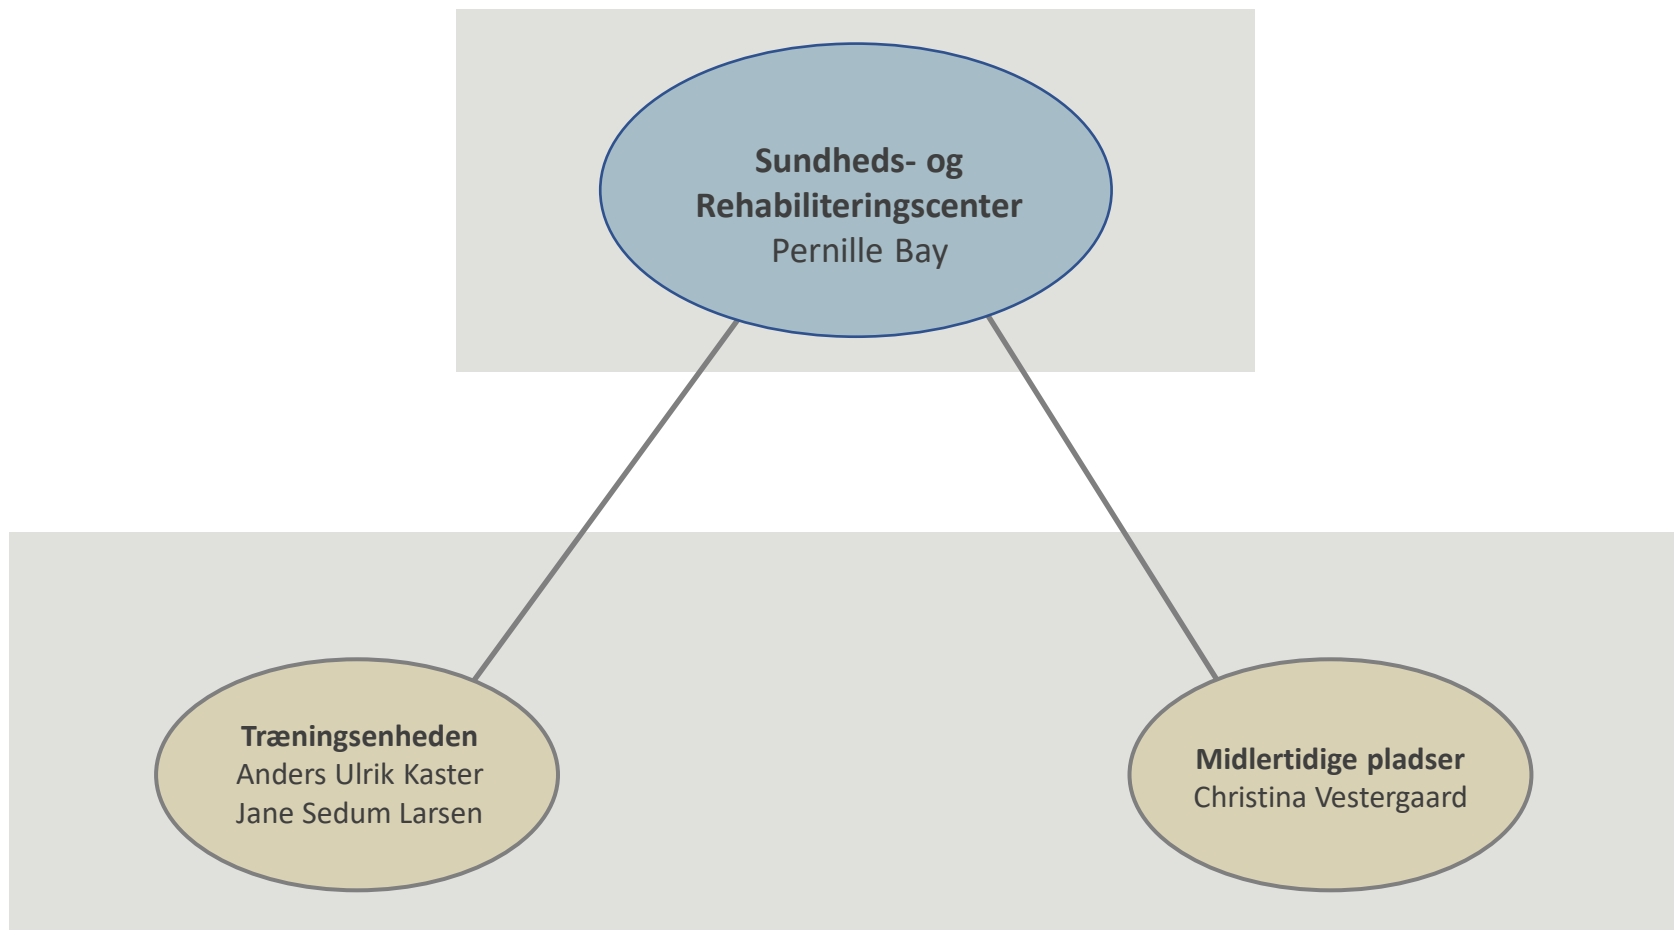 Sundheds- og
Rehabiliteringscenter
Pernille Bay
Træningsenheden
Anders Ulrik Kaster
Jane Sedum Larsen
Midlertidige pladser
Christina Vestergaard